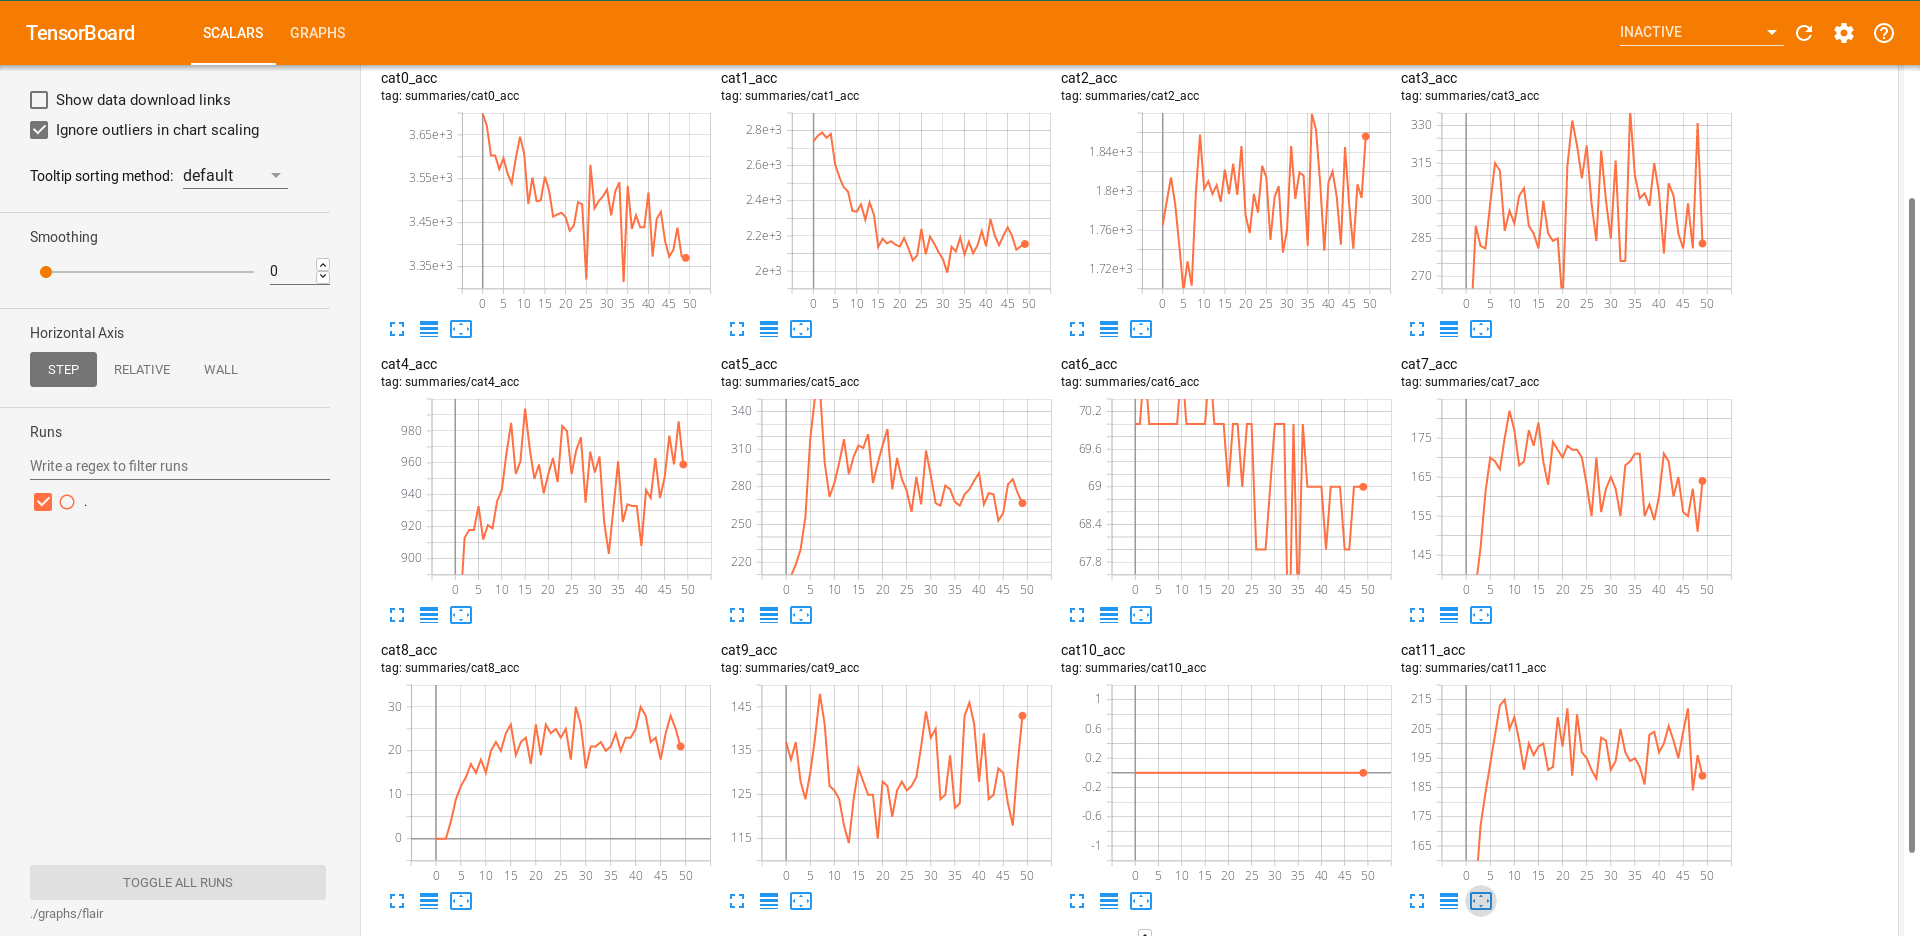 TensorBoard SCALARS GRAPHS INACTIVE
Show data download links
Ignore outliers in chart scaling
Tooltip sorting method: default
Smoothing
0
Horizontal Axis
STEP RELATIVE WALL
Runs
Write a regex to filter runs
.
TOGGLE ALL RUNS
./graphs/flair
cat0_acc
tag: summaries/cat0_acc
3.65e+3
3.55e+3
3.45e+3
3.35e+3
0 5 10 15 20 25 30 35 40 45 50
cat1_acc
tag: summaries/cat1_acc
2.8e+3
2.6e+3
2.4e+3
2.2e+3
2e+3
0 5 10 15 20 25 30 35 40 45 50
cat2_acc
tag: summaries/cat2_acc
1.84e+3
1.8e+3
1.76e+3
1.72e+3
0 5 10 15 20 25 30 35 40 45 50
cat3_acc
tag: summaries/cat3_acc
330
315
300
285
270
0 5 10 15 20 25 30 35 40 45 50
cat4_acc
tag: summaries/cat4_acc
980
960
940
920
900
0 5 10 15 20 25 30 35 40 45 50
cat5_acc
tag: summaries/cat5_acc
340
310
280
250
220
0 5 10 15 20 25 30 35 40 45 50
cat6_acc
tag: summaries/cat6_acc
70.2
69.6
69
68.4
67.8
0 5 10 15 20 25 30 35 40 45 50
cat7_acc
tag: summaries/cat7_acc
175
165
155
145
0 5 10 15 20 25 30 35 40 45 50
cat8_acc
tag: summaries/cat8_acc
30
20
10
0
0 5 10 15 20 25 30 35 40 45 50
cat9_acc
tag: summaries/cat9_acc
145
135
125
115
0 5 10 15 20 25 30 35 40 45 50
cat10_acc
tag: summaries/cat10_acc
1
0.6
0.2
-0.2
-0.6
-1
0 5 10 15 20 25 30 35 40 45 50
cat11_acc
tag: summaries/cat11_acc
215
205
195
185
175
165
0 5 10 15 20 25 30 35 40 45 50